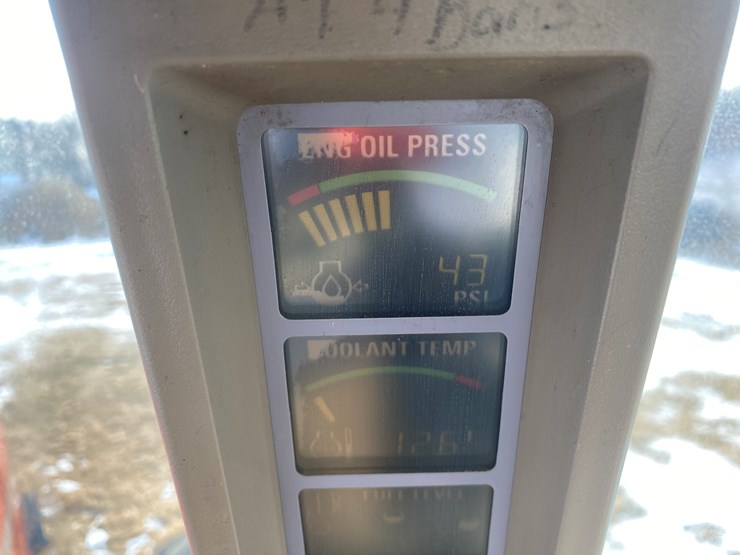 ENG OIL PRESS
43
PSI
COOLANT TEMP
126
FUEL LEVEL